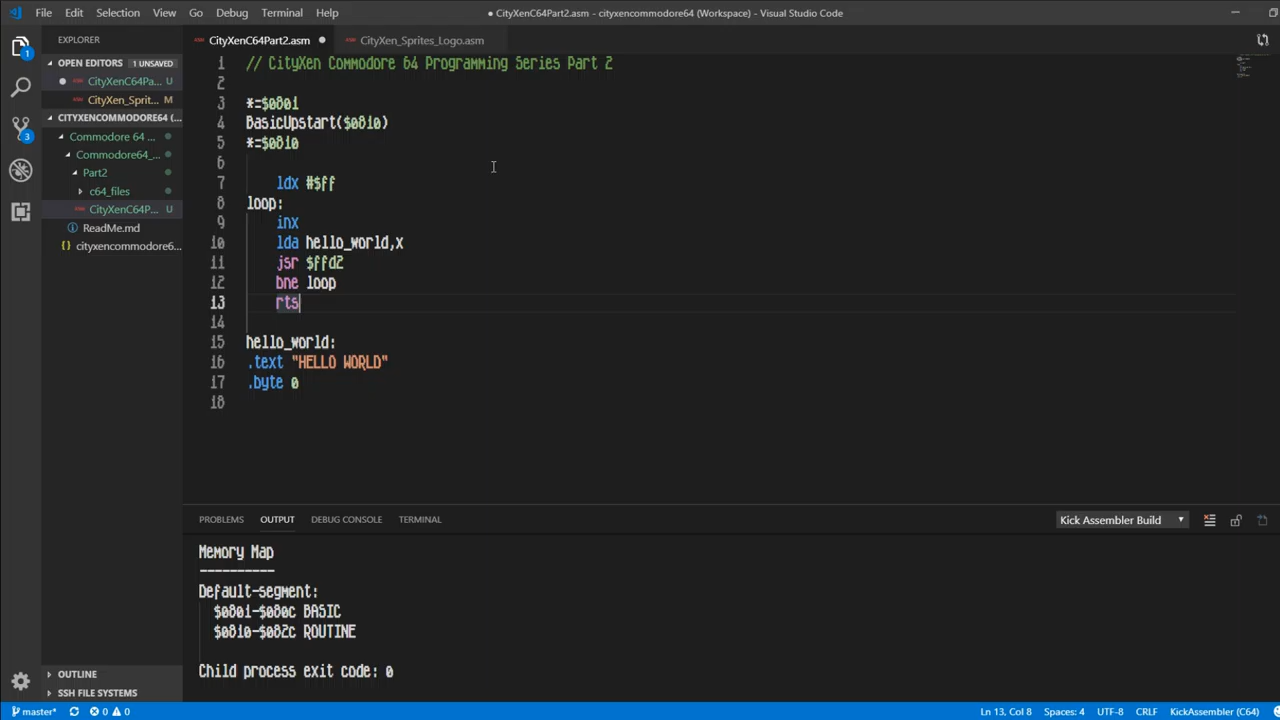 File Edit Selection View Go Debug Terminal Help
● CityXenC64Part2.asm - cityxencommodore64 (Workspace) - Visual Studio Code
EXPLORER
OPEN EDITORS 1 UNSAVED
CityXenC64Pa... U
CityXen_Sprit... M
CITYXENCOMMODORE64 (...
Commodore 64 ...
Commodore64_...
Part2
c64_files
CityXenC64P... U
ReadMe.md
cityxencommodore6...
OUTLINE
SSH FILE SYSTEMS
1
3
CityXenC64Part2.asm ●
CityXen_Sprites_Logo.asm
1 // CityXen Commodore 64 Programming Series Part 2
2
3 *=$0801
4 BasicUpstart($0810)
5 *=$0810
6
7 ldx #$ff
8 loop:
9 inx
10 lda hello_world,x
11 jsr $ffd2
12 bne loop
13 rts
14
15 hello_world:
16 .text "HELLO WORLD"
17 .byte 0
18
PROBLEMS OUTPUT DEBUG CONSOLE TERMINAL
Kick Assembler Build
Memory Map
----------
Default-segment:
$0801-$080c BASIC
$0810-$082c ROUTINE
Child process exit code: 0
master* 0 0
Ln 13, Col 8 Spaces: 4 UTF-8 CRLF KickAssembler (C64)